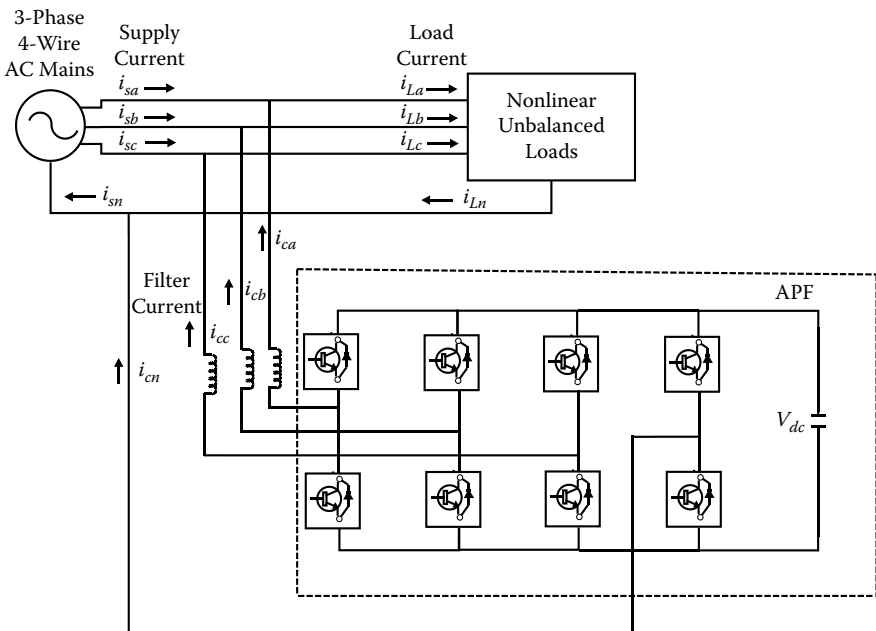 3-Phase
4-Wire
AC Mains
Supply
Current
Load
Current
i_sa
i_La
i_sb
i_Lb
i_sc
i_Lc
Nonlinear
Unbalanced
Loads
i_sn
i_Ln
i_ca
Filter
Current
i_cb
i_cc
i_cn
APF
V_dc